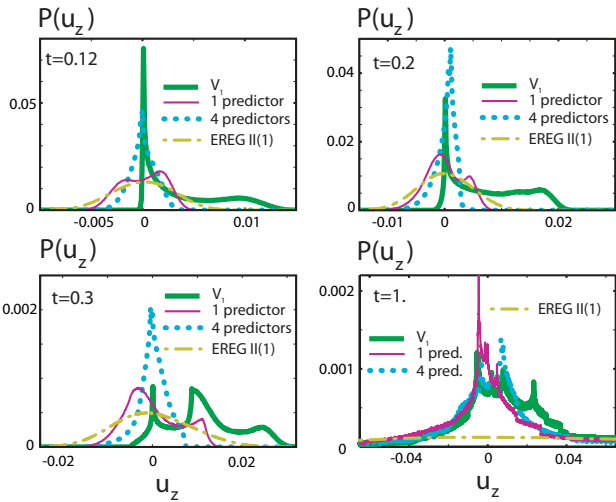 P(u_z)
t=0.12
V_1
1 predictor
4 predictors
EREG II(1)
0.05
0
-0.005
0
0.01
P(u_z)
t=0.2
V_1
1 predictor
4 predictors
EREG II(1)
0.04
0.02
0
-0.01
0
0.02
P(u_z)
t=0.3
V_1
1 predictor
4 predictors
EREG II(1)
0.002
0
-0.02
0
0.02
u_z
P(u_z)
t=1.
EREG II(1)
V_1
1 pred.
4 pred.
0.002
0.001
0
-0.04
0
0.04
u_z